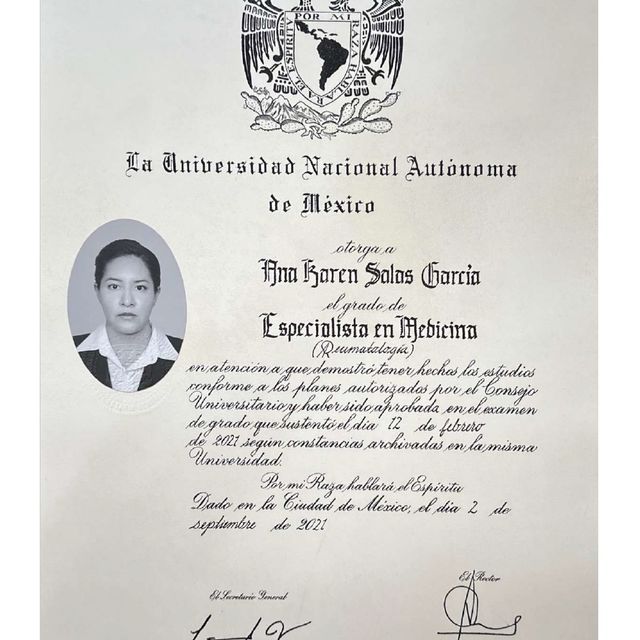 POR MI RAZA HABLARA EL ESPIRITU
La Universidad Nacional Autónoma
de México
otorga a
Ana Karen Salas García
el grado de
Especialista en Medicina
(Reumatología)
en atención a que demostró tener hechos los estudios
conforme a los planes autorizados por el Consejo
Universitario y haber sido aprobada en el examen
de grado que sustentó el día 12 de febrero
de 2021 según constancias archivadas en la misma
Universidad.
Por mi Raza hablará el Espíritu
Dado en la Ciudad de México, el día 2 de
septiembre de 2021
El Rector
El Secretario General